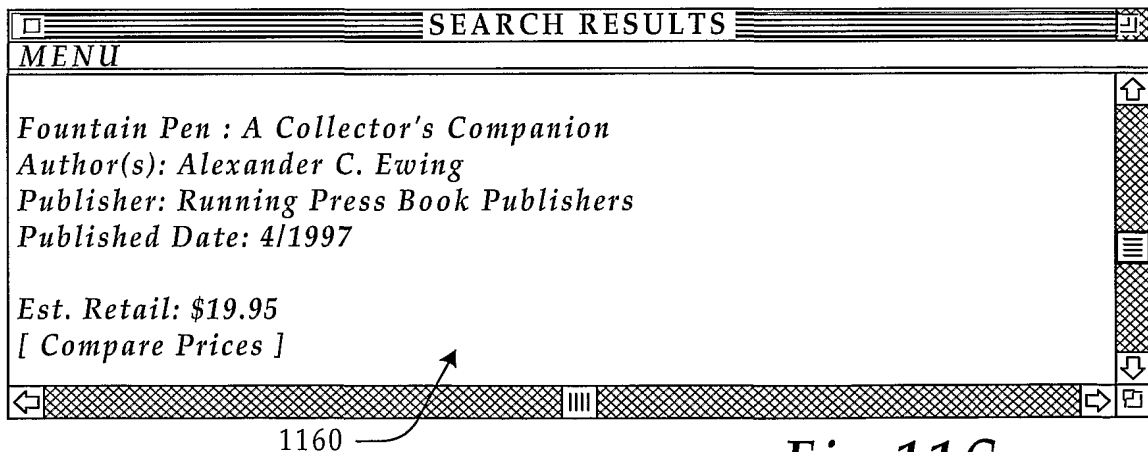 SEARCH RESULTS
MENU
Fountain Pen : A Collector's Companion
Author(s): Alexander C. Ewing
Publisher: Running Press Book Publishers
Published Date: 4/1997
Est. Retail: $19.95
[ Compare Prices ]
1160